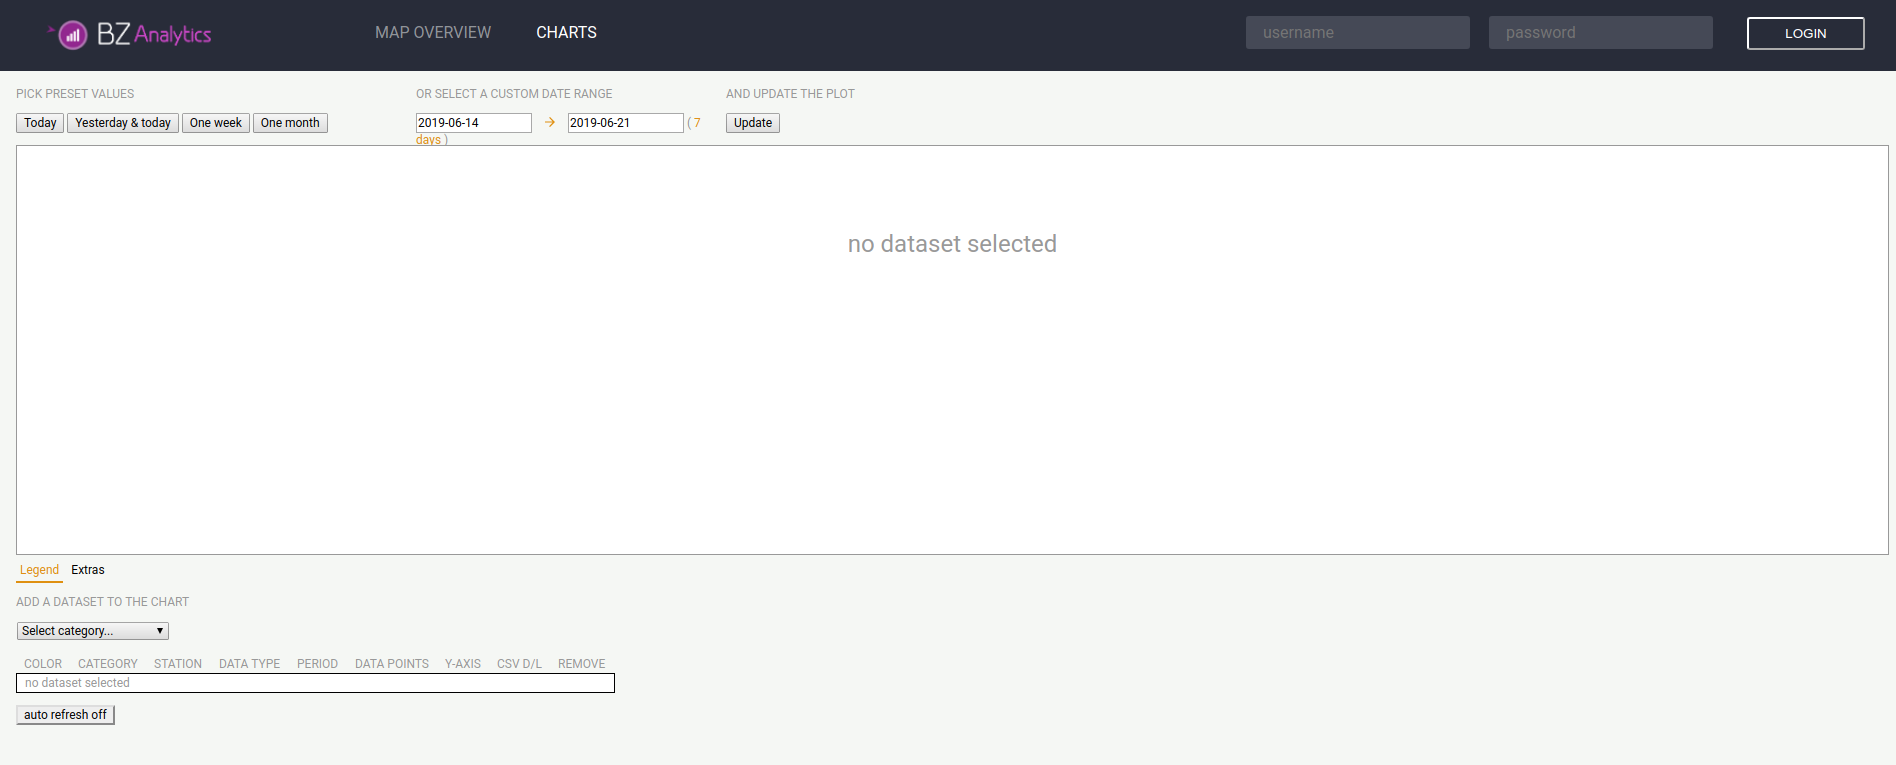 BZ Analytics
MAP OVERVIEW CHARTS
username password LOGIN
PICK PRESET VALUES
OR SELECT A CUSTOM DATE RANGE
AND UPDATE THE PLOT
Today Yesterday & today One week One month
2019-06-14 → 2019-06-21 ( 7
days )
Update
no dataset selected
Legend Extras
ADD A DATASET TO THE CHART
Select category...
COLOR CATEGORY STATION DATA TYPE PERIOD DATA POINTS Y-AXIS CSV D/L REMOVE
no dataset selected
auto refresh off